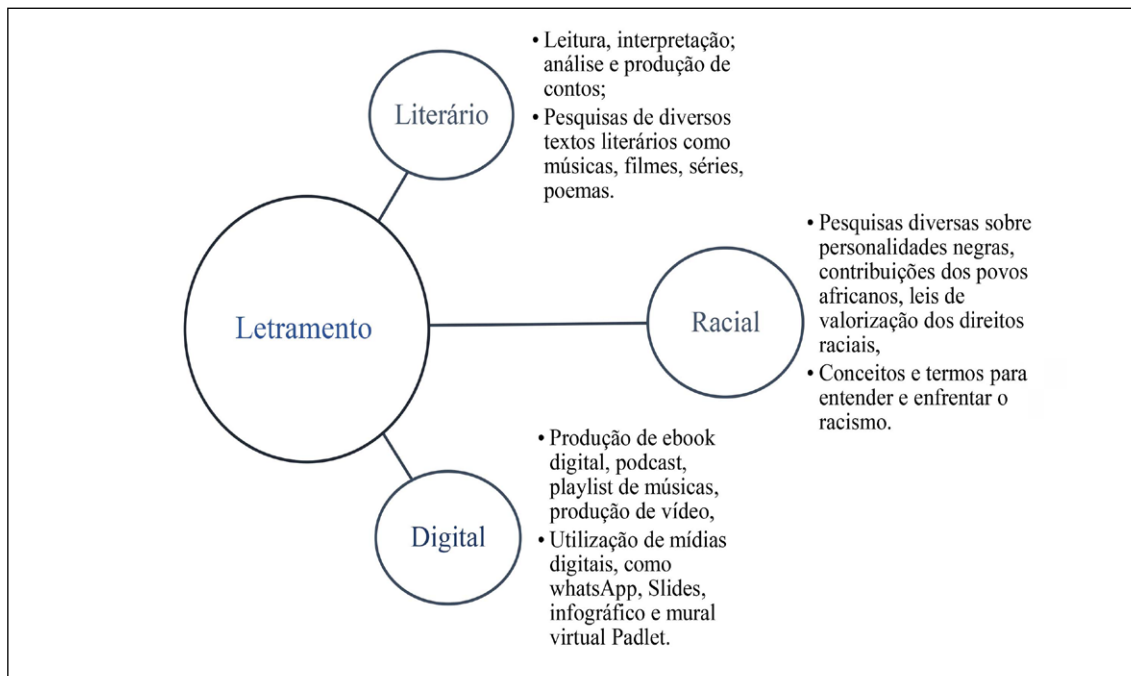 Literário
• Leitura, interpretação;
análise e produção de
contos;
• Pesquisas de diversos
textos literários como
músicas, filmes, séries,
poemas.
Letramento
Racial
• Pesquisas diversas sobre
personalidades negras,
contribuições dos povos
africanos, leis de
valorização dos direitos
raciais,
• Conceitos e termos para
entender e enfrentar o
racismo.
Digital
• Produção de ebook
digital, podcast,
playlist de músicas,
produção de vídeo,
• Utilização de mídias
digitais, como
whatsApp, Slides,
infográfico e mural
virtual Padlet.